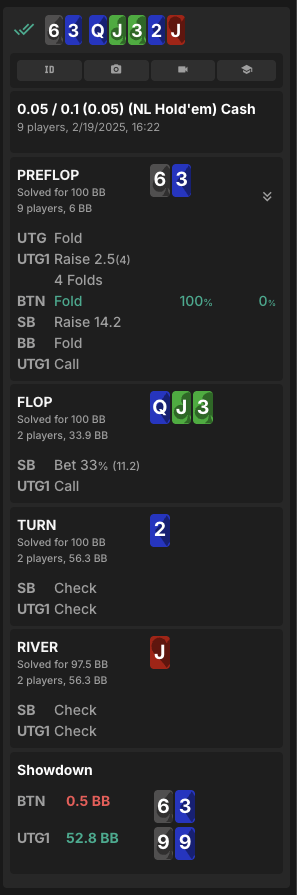 6 3 Q J 3 2 J
ID
0.05 / 0.1 (0.05) (NL Hold'em) Cash
9 players, 2/19/2025, 16:22
PREFLOP 6 3
Solved for 100 BB
9 players, 6 BB
UTG Fold
UTG1 Raise 2.5(4)
4 Folds
BTN Fold 100% 0%
SB Raise 14.2
BB Fold
UTG1 Call
FLOP Q J 3
Solved for 100 BB
2 players, 33.9 BB
SB Bet 33% (11.2)
UTG1 Call
TURN 2
Solved for 100 BB
2 players, 56.3 BB
SB Check
UTG1 Check
RIVER J
Solved for 97.5 BB
2 players, 56.3 BB
SB Check
UTG1 Check
Showdown
BTN 0.5 BB 6 3
UTG1 52.8 BB 9 9